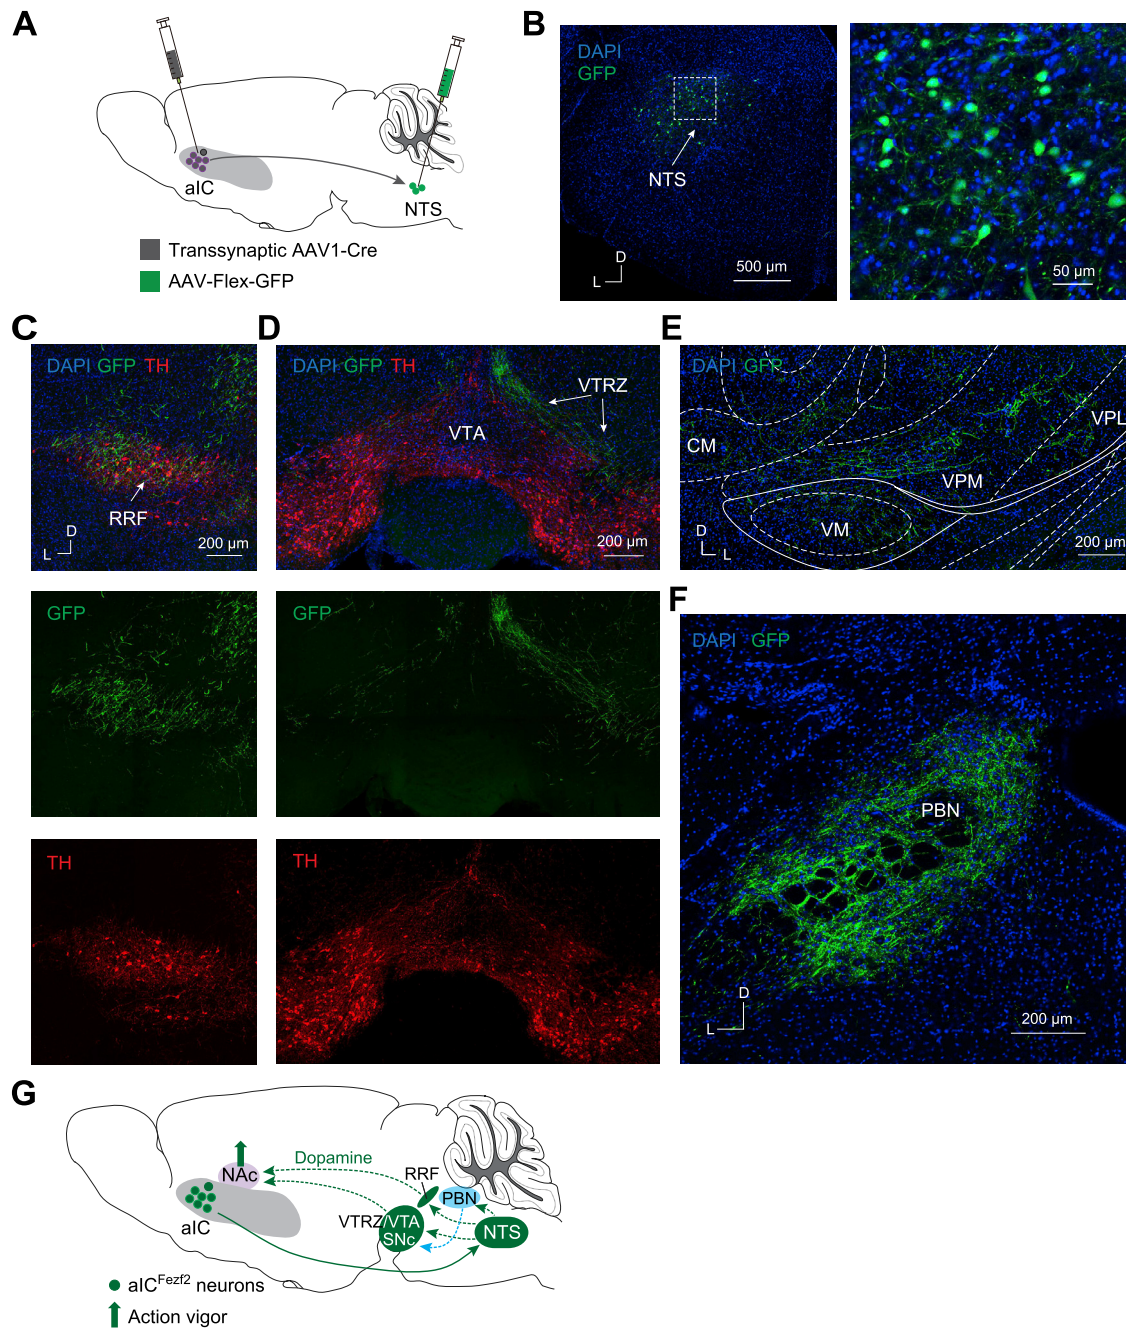 A
aIC
NTS
Transsynaptic AAV1-Cre
AAV-Flex-GFP
B
DAPI
GFP
NTS
D
L
500 µm
50 µm
C
DAPI GFP TH
RRF
D
L
200 µm
GFP
TH
D
DAPI GFP TH
VTRZ
VTA
200 µm
GFP
TH
E
DAPI GFP
CM
VPL
VPM
VM
D
L
200 µm
F
DAPI GFP
PBN
D
L
200 µm
G
NAc
Dopamine
RRF
PBN
aIC
VTRZ/VTA
SNc
NTS
aICFezf2 neurons
Action vigor